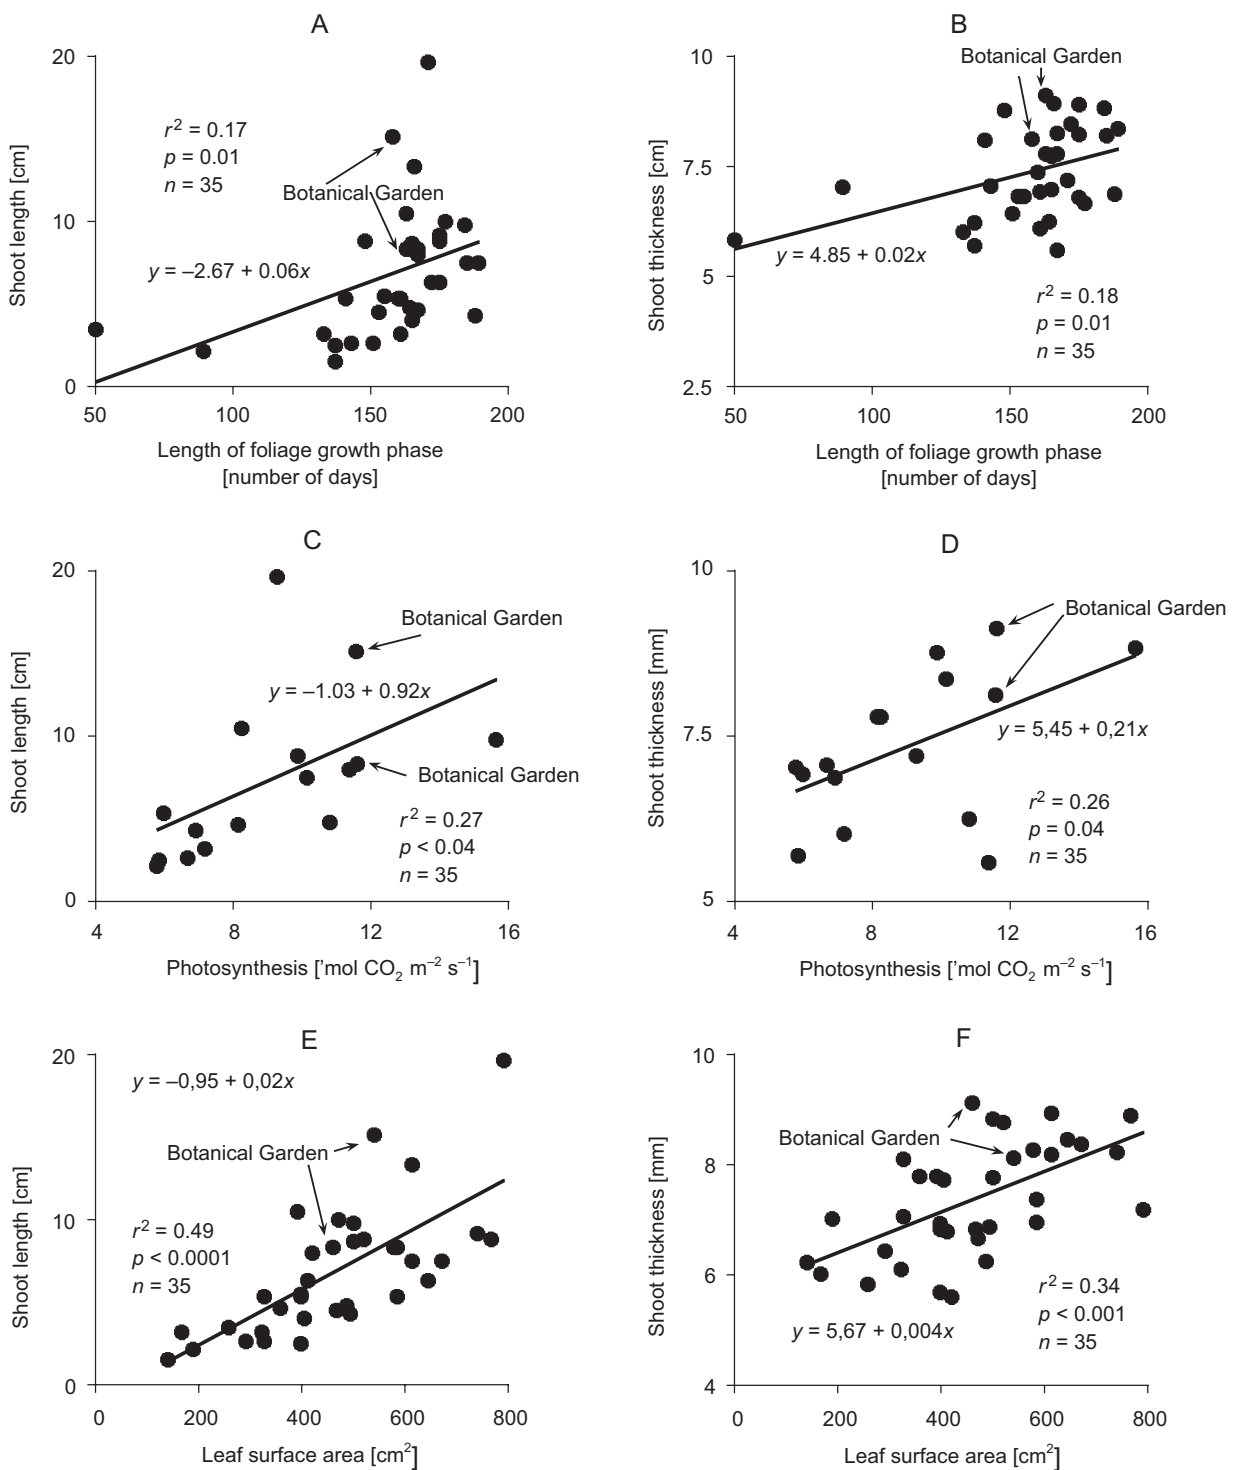 A
20
10
0
Shoot length [cm]
r² = 0.17
p = 0.01
n = 35
Botanical Garden
y = –2.67 + 0.06x
50 100 150 200
Length of foliage growth phase
[number of days]
B
10
7.5
5
2.5
Shoot thickness [cm]
Botanical Garden
y = 4.85 + 0.02x
r² = 0.18
p = 0.01
n = 35
50 100 150 200
Length of foliage growth phase
[number of days]
C
20
10
0
Shoot length [cm]
Botanical Garden
y = –1.03 + 0.92x
Botanical Garden
r² = 0.27
p < 0.04
n = 35
4 8 12 16
Photosynthesis ['mol CO₂ m⁻² s⁻¹]
D
10
7.5
5
Shoot thickness [mm]
Botanical Garden
y = 5,45 + 0,21x
r² = 0.26
p = 0.04
n = 35
4 8 12 16
Photosynthesis ['mol CO₂ m⁻² s⁻¹]
E
20
10
0
Shoot length [cm]
y = –0,95 + 0,02x
Botanical Garden
r² = 0.49
p < 0.0001
n = 35
0 200 400 600 800
Leaf surface area [cm²]
F
10
8
6
4
Shoot thickness [mm]
Botanical Garden
r² = 0.34
p < 0.001
n = 35
y = 5,67 + 0,004x
0 200 400 600 800
Leaf surface area [cm²]